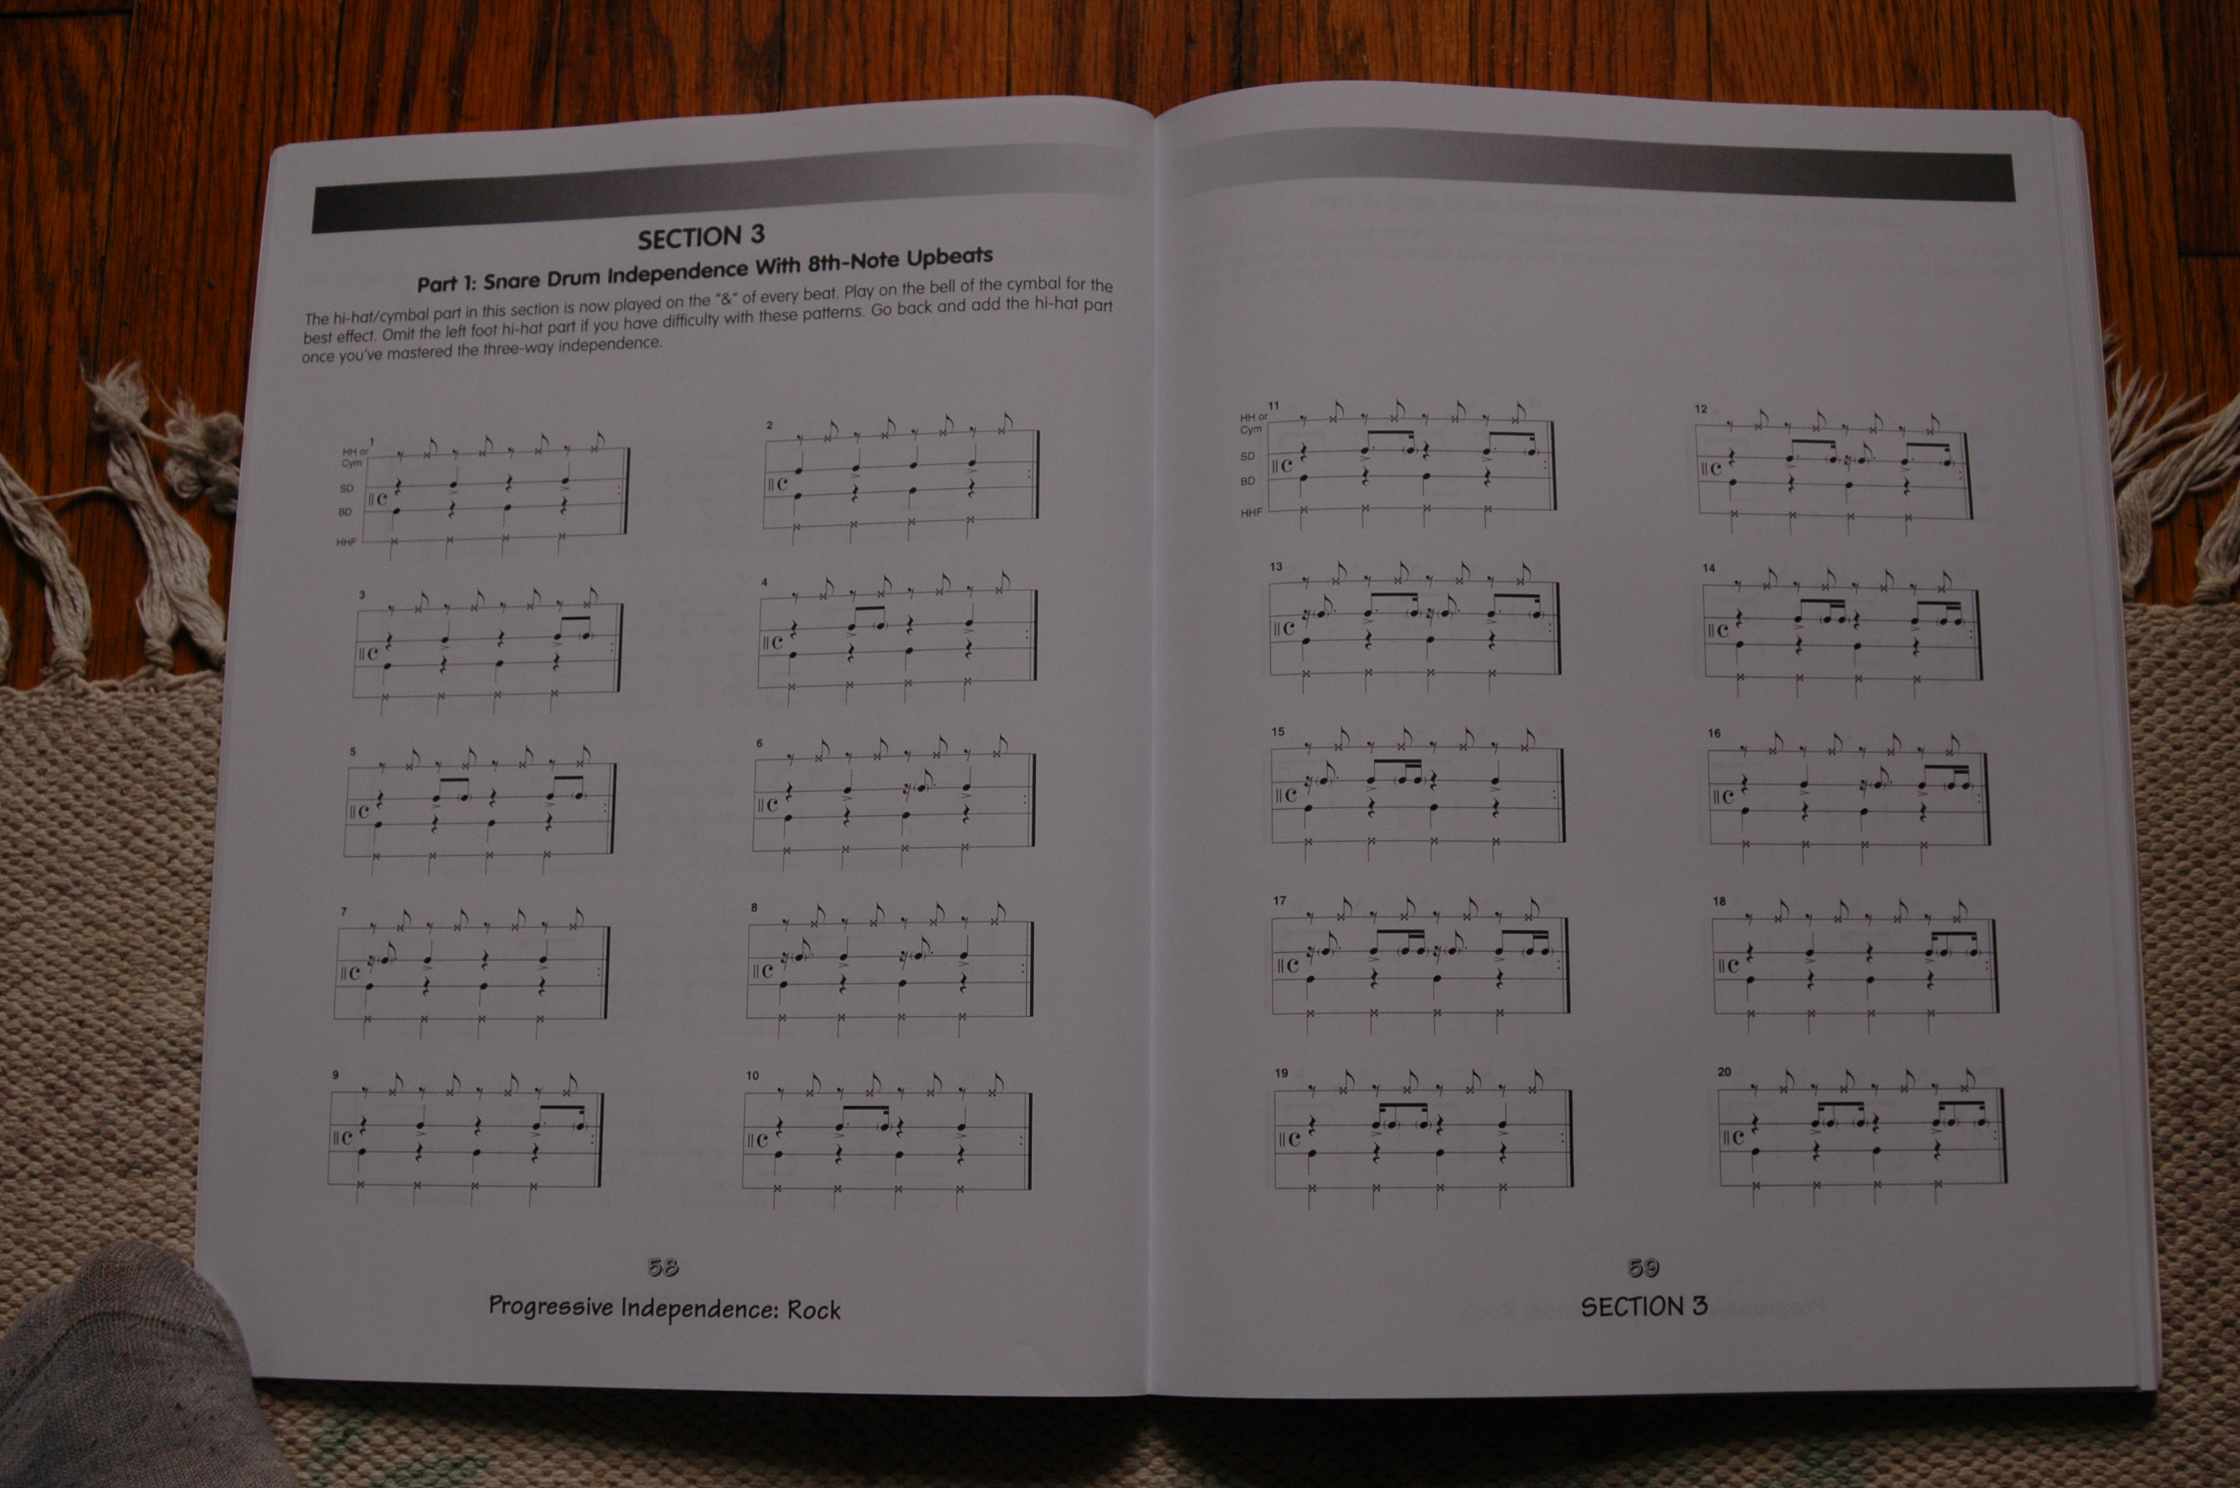 SECTION 3
Part 1: Snare Drum Independence With 8th-Note Upbeats
The hi-hat/cymbal part in this section is now played on the "&" of every beat. Play on the bell of the cymbal for the
best effect. Omit the left foot hi-hat part if you have difficulty with these patterns. Go back and add the hi-hat part
once you've mastered the three-way independence.
1
2
HH or
Cym
SD
BD
HHF
3
4
5
6
7
8
9
10
58
Progressive Independence: Rock
11
12
HH or
Cym
SD
BD
HHF
13
14
15
16
17
18
19
20
59
SECTION 3